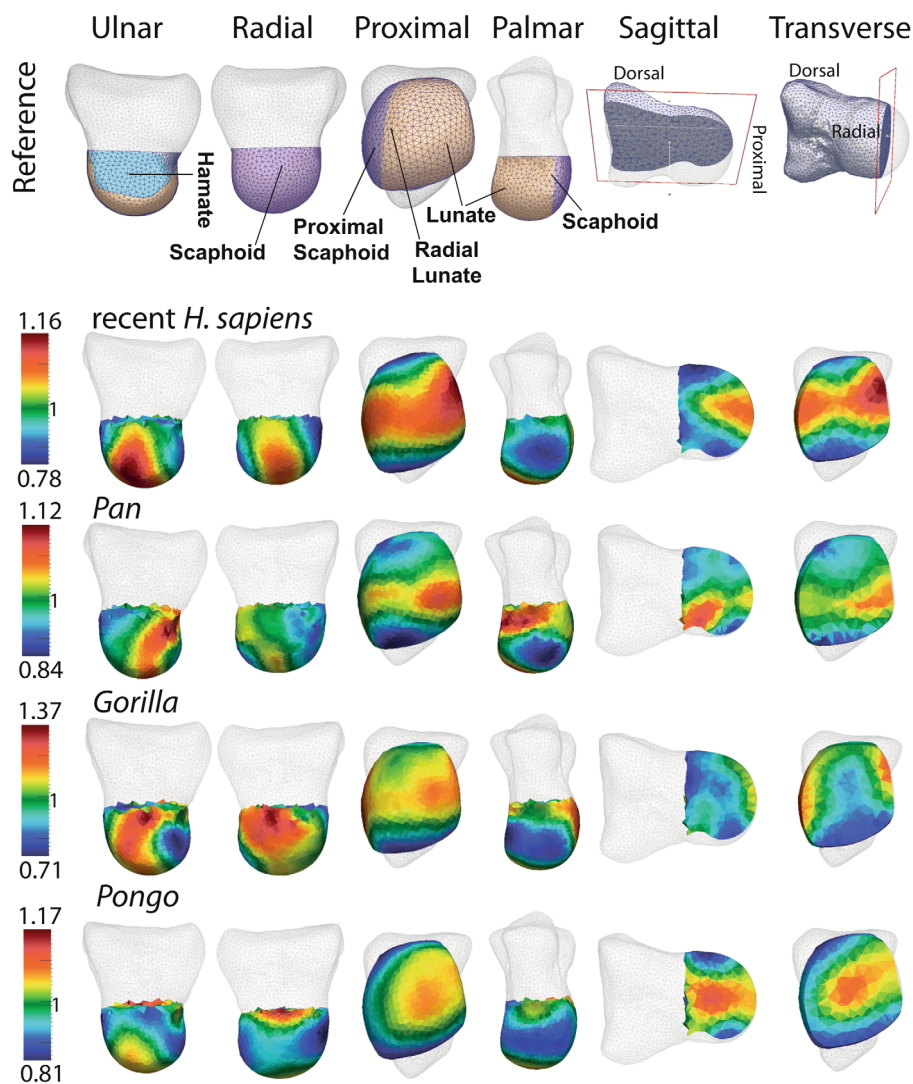 Ulnar Radial Proximal Palmar Sagittal Transverse
Reference
Dorsal
Proximal
Dorsal
Radial
Hamate
Scaphoid
Proximal
Scaphoid
Radial
Lunate
Lunate
Scaphoid
recent H. sapiens
1.16
1
0.78
Pan
1.12
1
0.84
Gorilla
1.37
1
0.71
Pongo
1.17
1
0.81